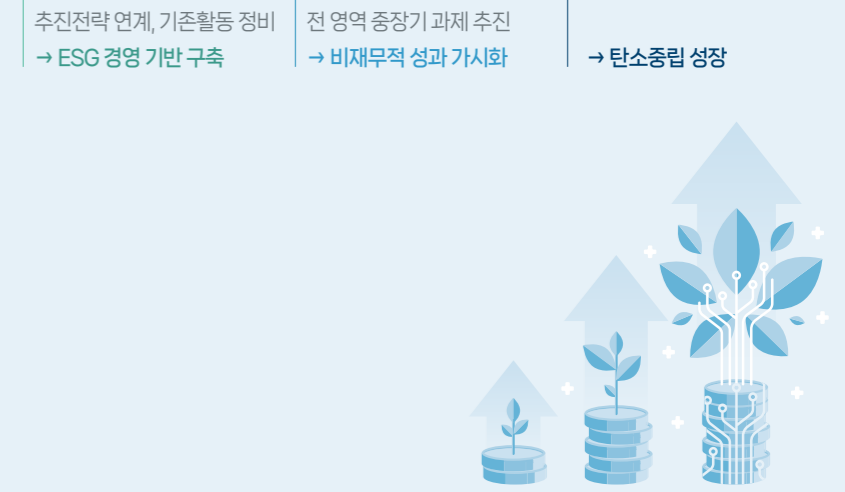 추진전략 연계, 기존활동 정비
→ ESG 경영 기반 구축
전 영역 중장기 과제 추진
→ 비재무적 성과 가시화
→ 탄소중립 성장